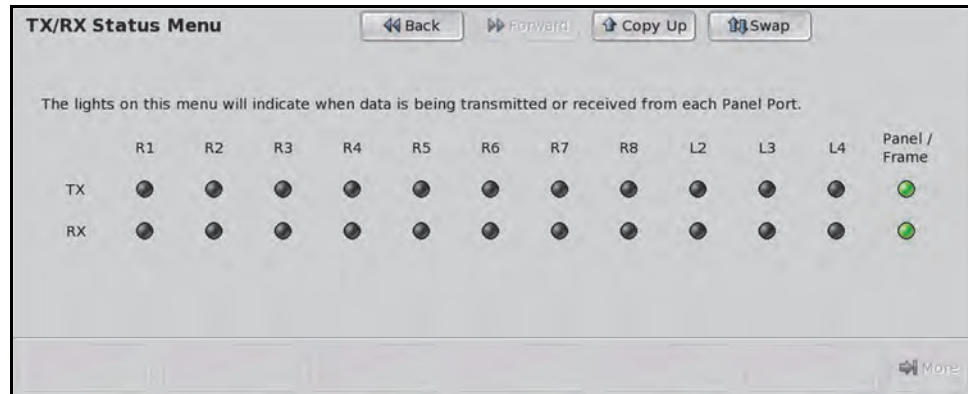 TX/RX Status Menu
Back
Forward
Copy Up
Swap
The lights on this menu will indicate when data is being transmitted or received from each Panel Port.
R1 R2 R3 R4 R5 R6 R7 R8 L2 L3 L4 Panel / Frame
TX
RX
More